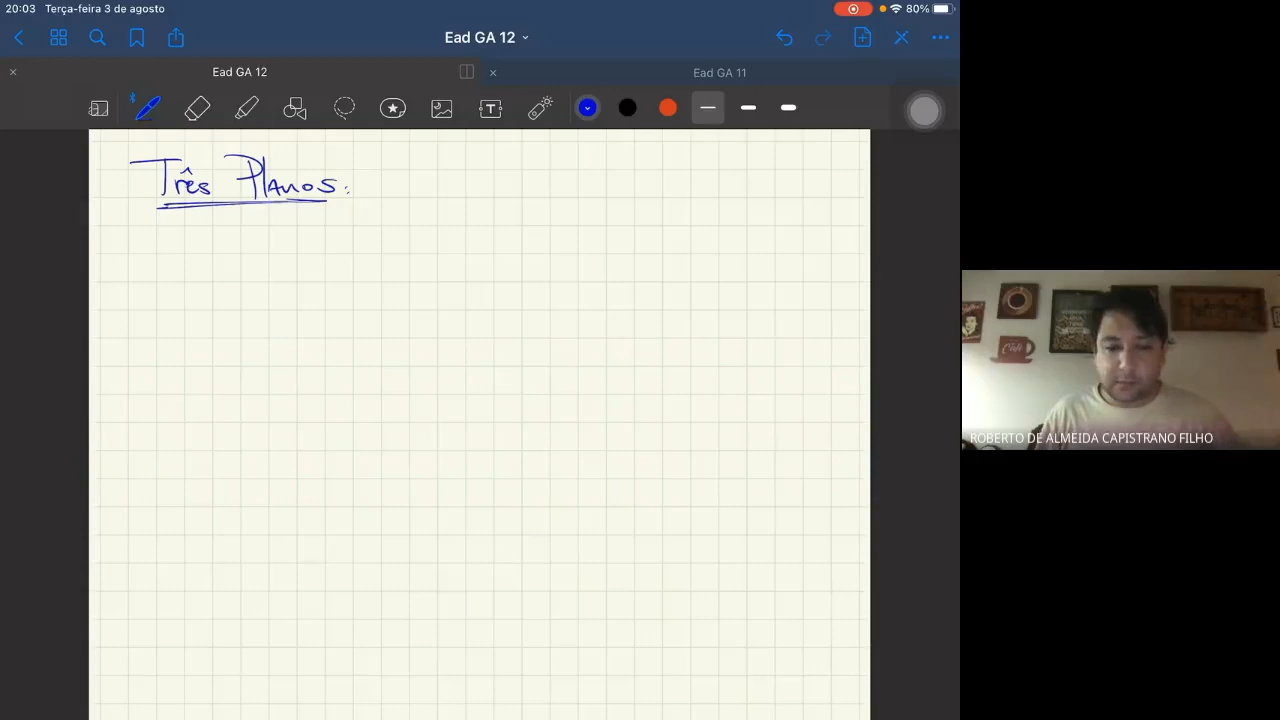 20:03 Terça-feira 3 de agosto
80%
Ead GA 12
Ead GA 12
Ead GA 11
T
Três Planos:
Café
ROBERTO DE ALMEIDA CAPISTRANO FILHO